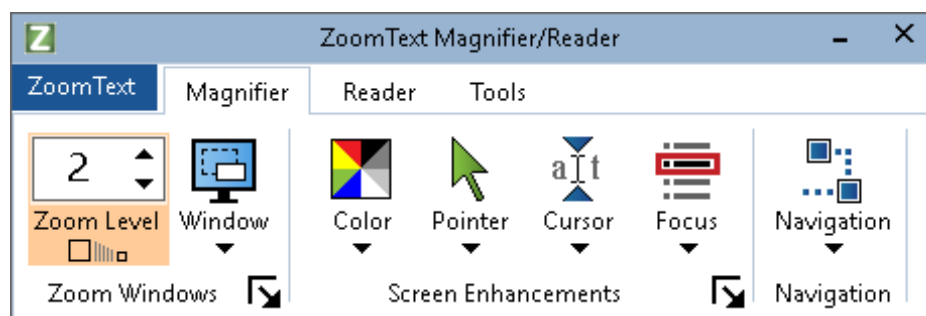 Z ZoomText Magnifier/Reader
ZoomText Magnifier Reader Tools
2
Zoom Level Window Color Pointer a t Cursor Focus Navigation
Zoom Windows Screen Enhancements Navigation